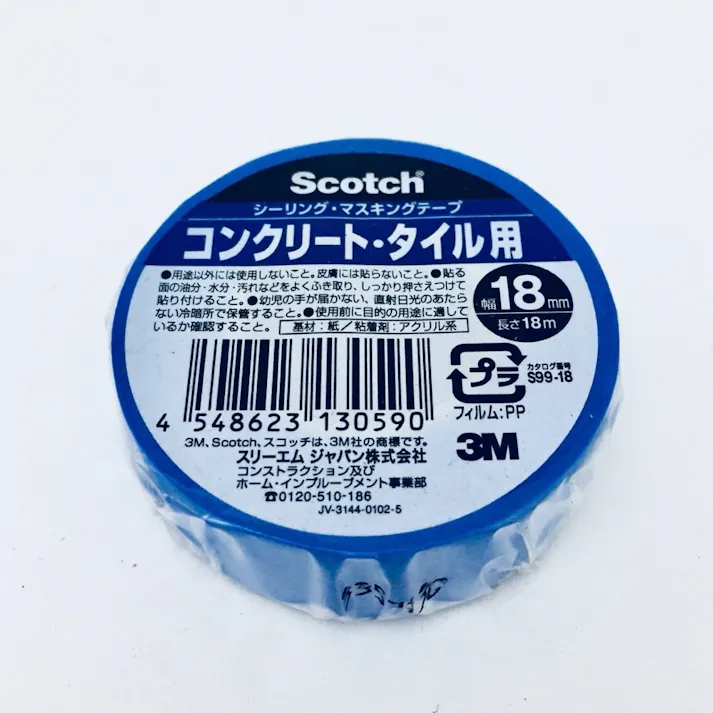 Scotch®
シーリング・マスキングテープ
コンクリート・タイル用
●用途以外には使用しないこと。皮膚には貼らないこと。●貼る
面の油分・水分・汚れなどをよくふき取り、しっかり押さえつけて
貼り付けること。●幼児の手が届かない、直射日光のあたら
ない冷暗所で保管すること。●使用前に目的の用途に適して
いるか確認すること。
基材：紙／粘着剤：アクリル系
幅18mm
長さ18m
プラ
カタログ番号
S99-18
フィルム:PP
4 548623 130590
3M、Scotch、スコッチは、3M社の商標です。
スリーエム ジャパン株式会社
コンストラクション及び
ホーム・インプルーブメント事業部
☎0120-510-186
JV-3144-0102-5
3M